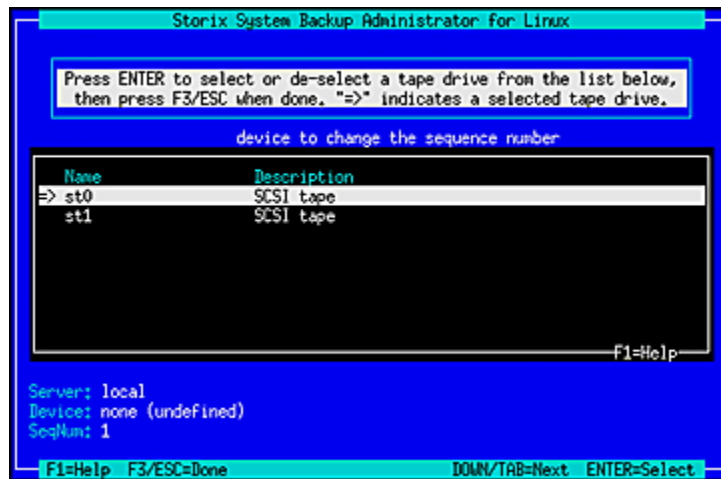 Storix System Backup Administrator for Linux
Press ENTER to select or de-select a tape drive from the list below,
then press F3/ESC when done. "=>" indicates a selected tape drive.
device to change the sequence number
Name Description
=> st0 SCSI tape
st1 SCSI tape
F1=Help
Server: local
Device: none (undefined)
SeqNum: 1
F1=Help F3/ESC=Done DOWN/TAB=Next ENTER=Select